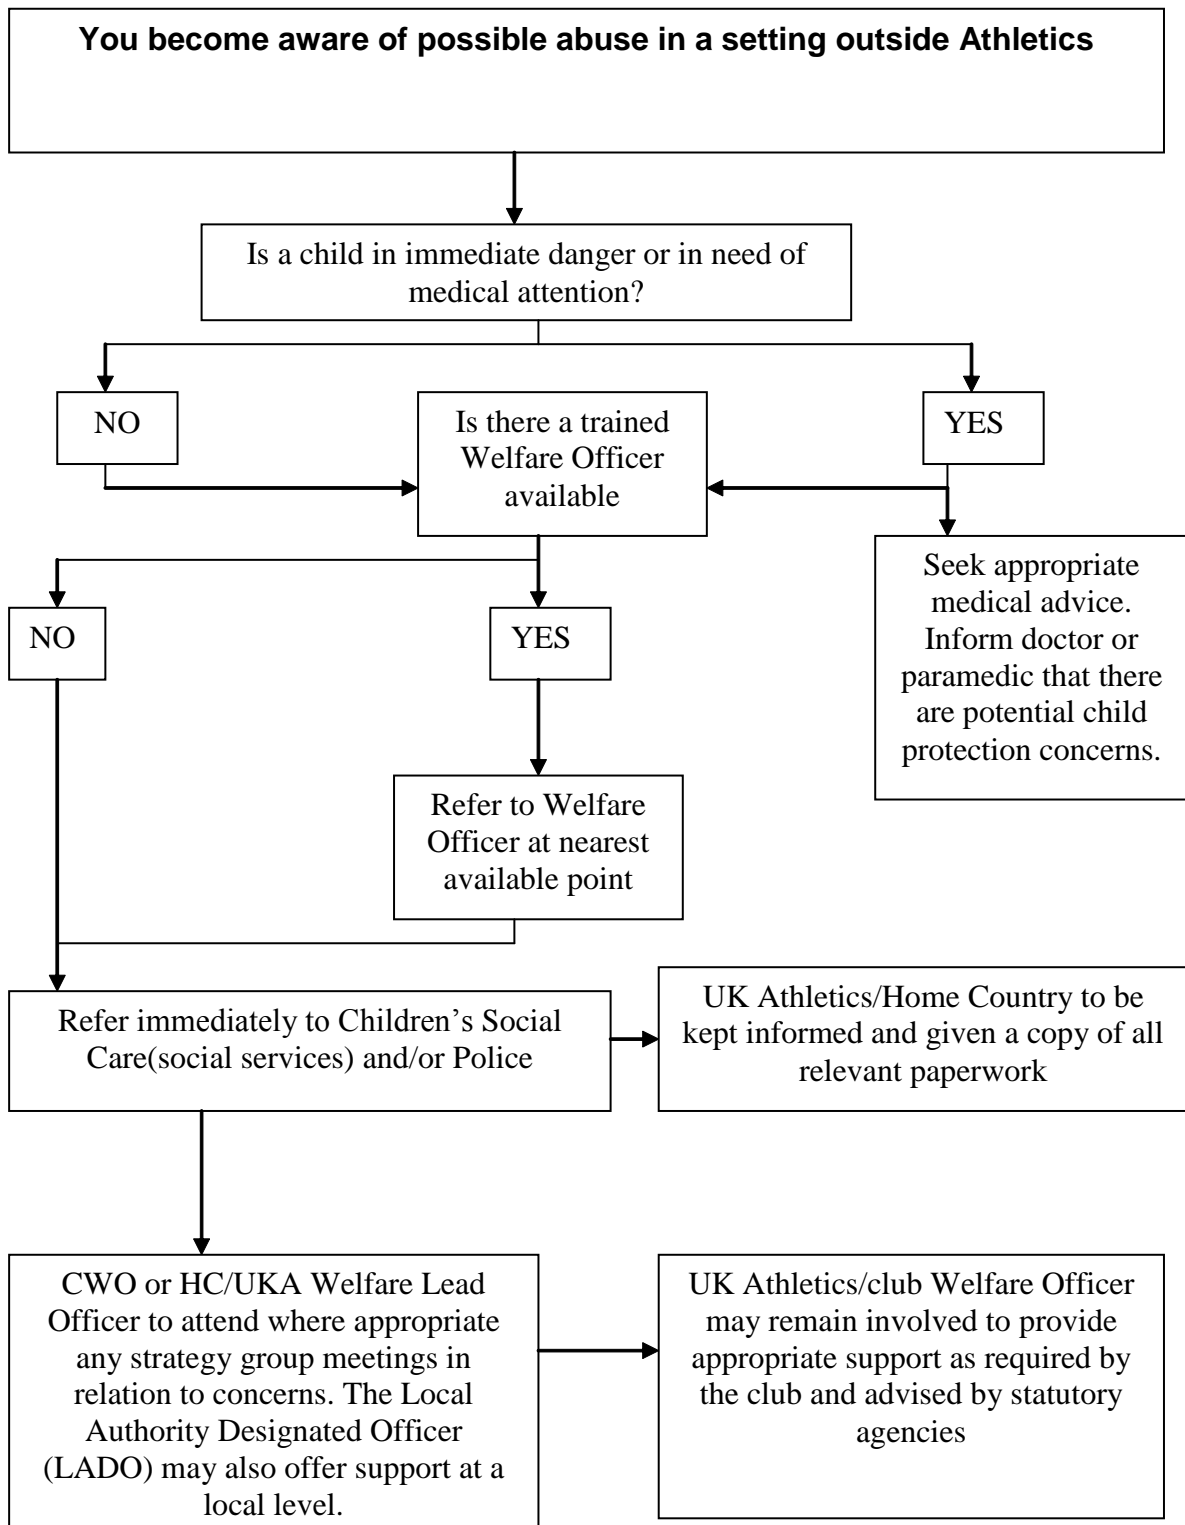 You become aware of possible abuse in a setting outside Athletics
Is a child in immediate danger or in need of
medical attention?
NO
Is there a trained
Welfare Officer
available
YES
Seek appropriate
medical advice.
Inform doctor or
paramedic that there
are potential child
protection concerns.
NO
YES
Refer to Welfare
Officer at nearest
available point
Refer immediately to Children’s Social
Care(social services) and/or Police
UK Athletics/Home Country to be
kept informed and given a copy of all
relevant paperwork
CWO or HC/UKA Welfare Lead
Officer to attend where appropriate
any strategy group meetings in
relation to concerns. The Local
Authority Designated Officer
(LADO) may also offer support at a
local level.
UK Athletics/club Welfare Officer
may remain involved to provide
appropriate support as required by
the club and advised by statutory
agencies